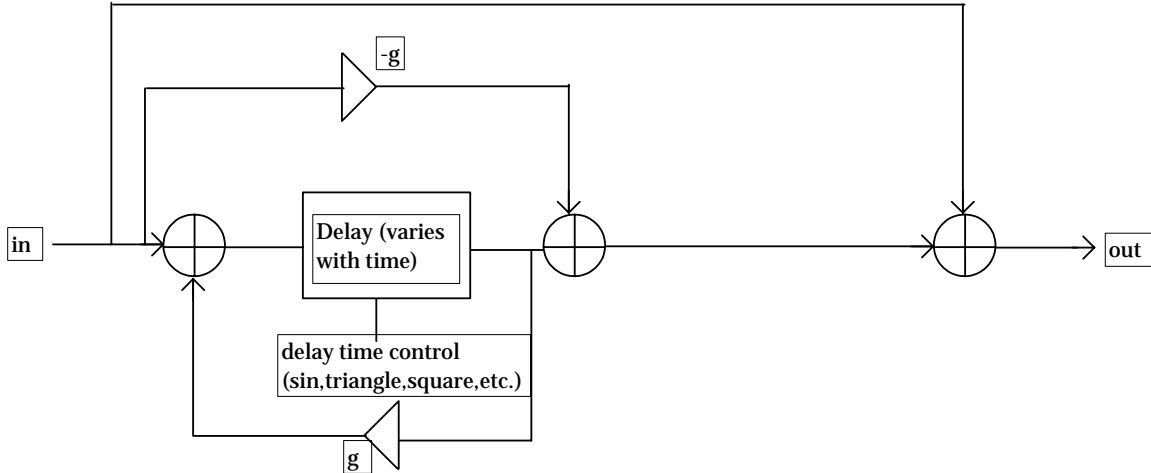 -g
in
Delay (varies
with time)
out
delay time control
(sin,triangle,square,etc.)
g